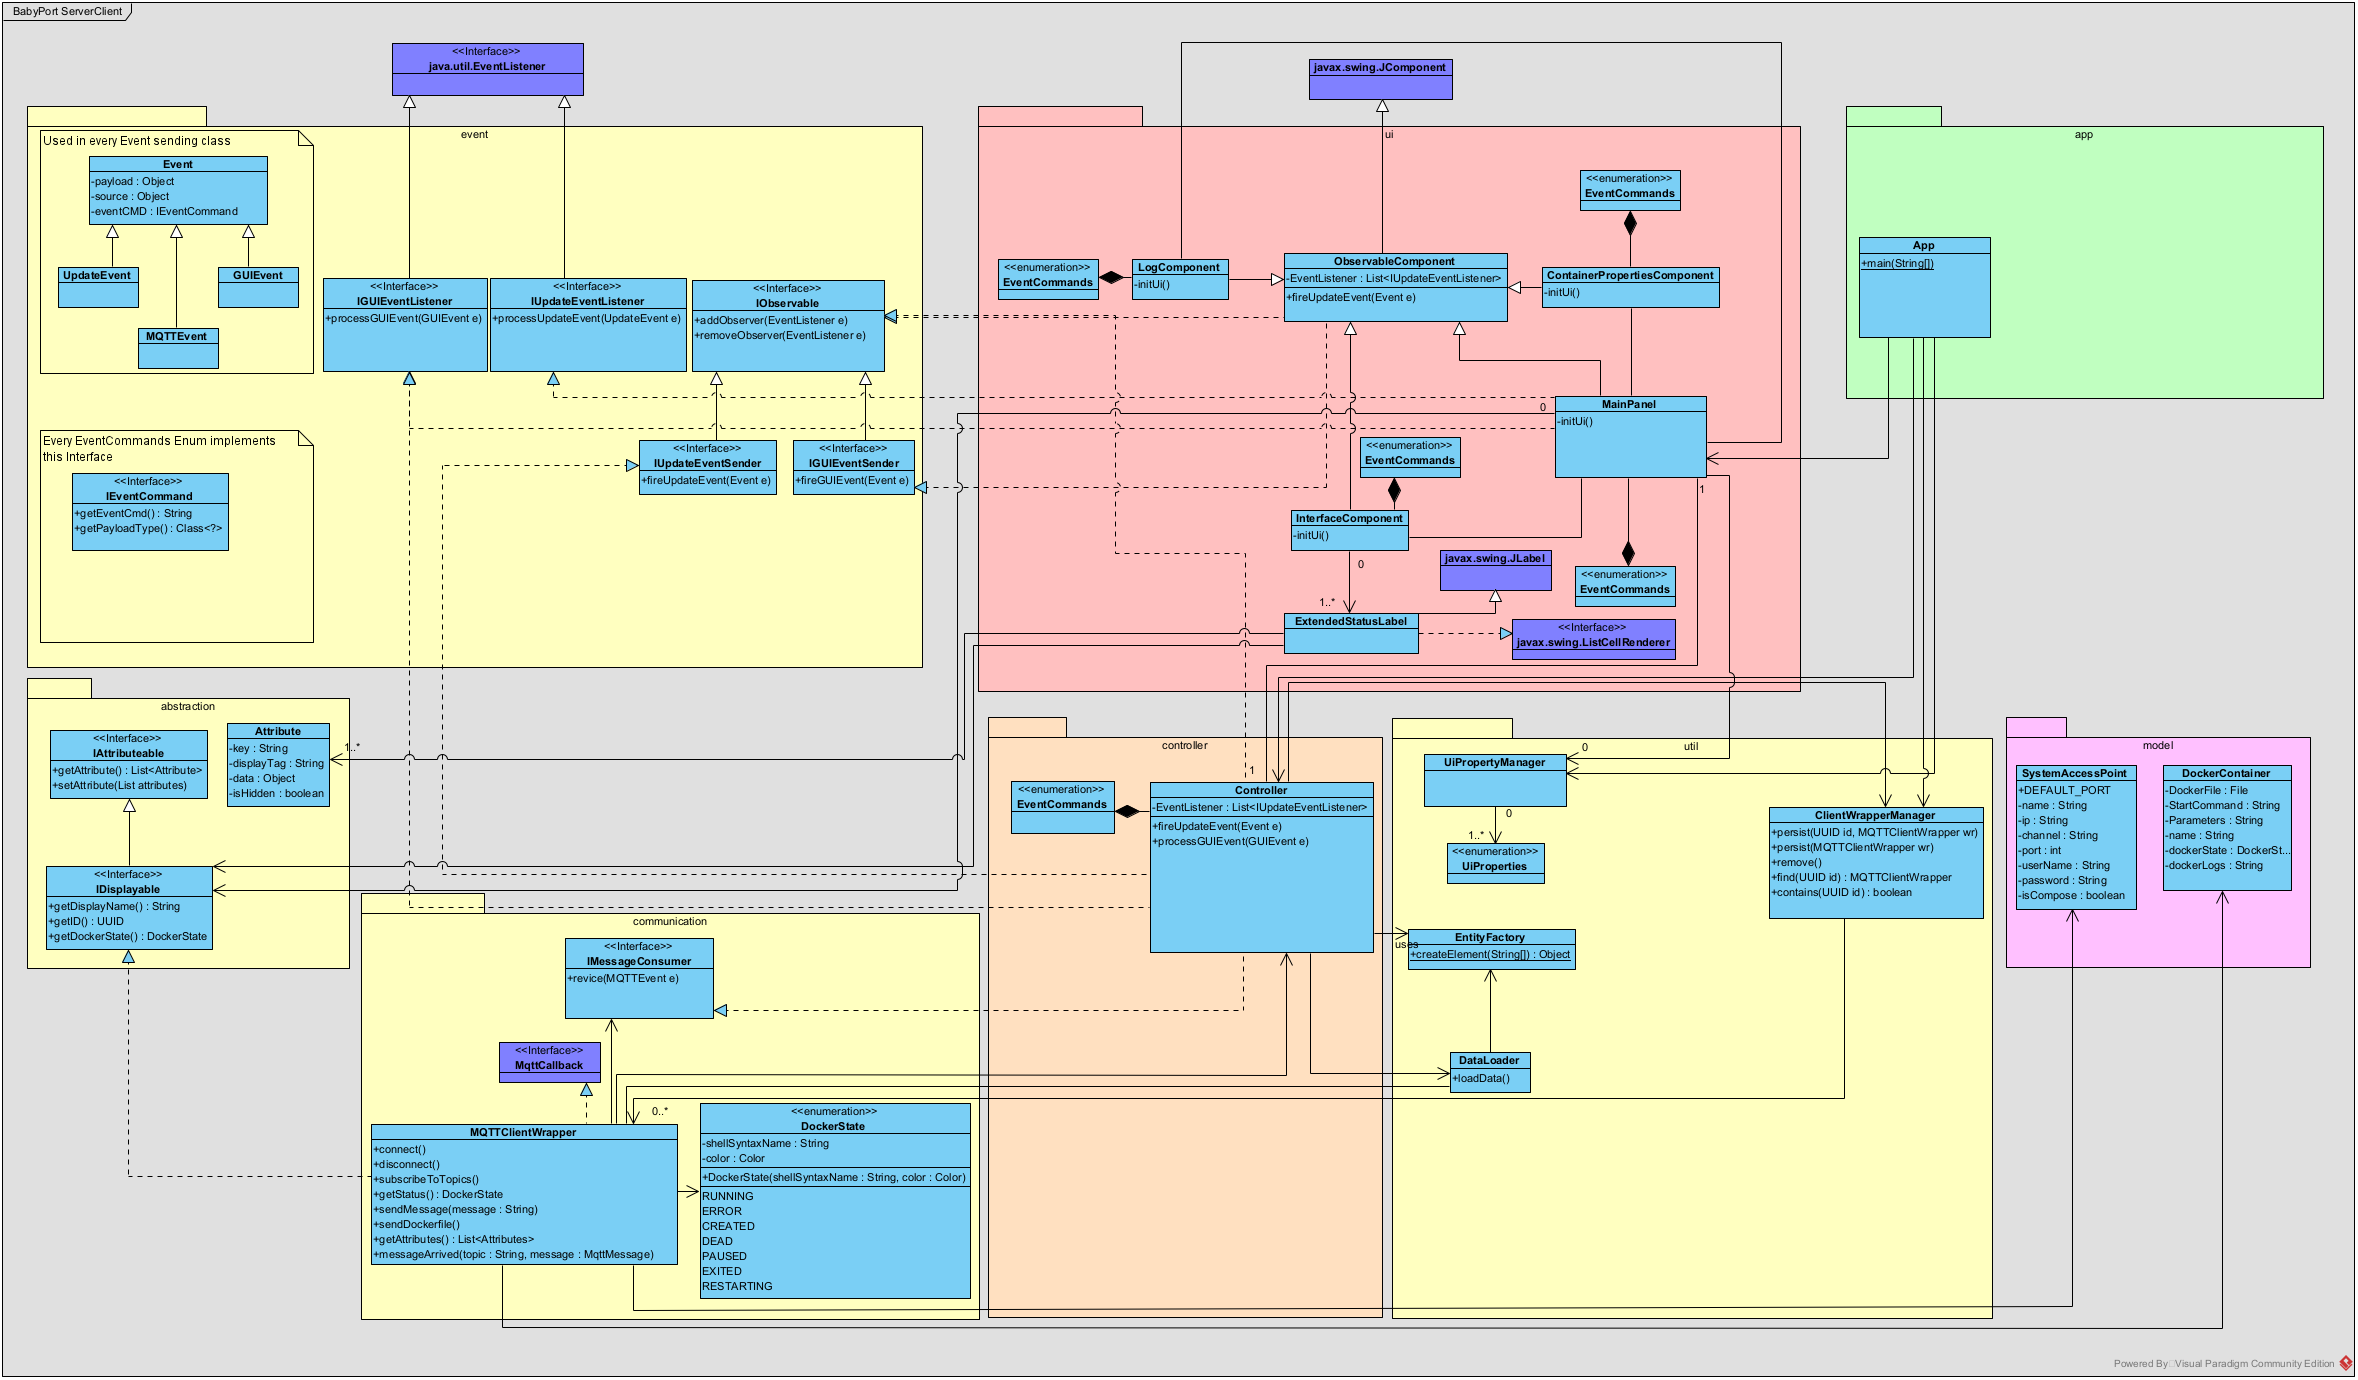 BabyPort ServerClient
<<Interface>>
java.util.EventListener
event
Used in every Event sending class
Event
-payload : Object
-source : Object
-eventCMD : IEventCommand
UpdateEvent
GUIEvent
MQTTEvent
<<Interface>>
IGUIEventListener
+processGUIEvent(GUIEvent e)
<<Interface>>
IUpdateEventListener
+processUpdateEvent(UpdateEvent e)
<<Interface>>
IObservable
+addObserver(EventListener e)
+removeObserver(EventListener e)
Every EventCommands Enum implements
this Interface
<<Interface>>
IEventCommand
+getEventCmd() : String
+getPayloadType() : Class<?>
<<Interface>>
IUpdateEventSender
+fireUpdateEvent(Event e)
<<Interface>>
IGUIEventSender
+fireGUIEvent(Event e)
javax.swing.JComponent
ui
<<enumeration>>
EventCommands
<<enumeration>>
EventCommands
LogComponent
-initUi()
ObservableComponent
-EventListener : List<IUpdateEventListener>
+fireUpdateEvent(Event e)
ContainerPropertiesComponent
-initUi()
0
MainPanel
-initUi()
1
<<enumeration>>
EventCommands
InterfaceComponent
-initUi()
0
1..*
javax.swing.JLabel
<<enumeration>>
EventCommands
ExtendedStatusLabel
<<Interface>>
javax.swing.ListCellRenderer
app
App
+main(String[])
abstraction
<<Interface>>
IAttributeable
+getAttribute() : List<Attribute>
+setAttribute(List attributes)
Attribute
-key : String
-displayTag : String
-data : Object
-isHidden : boolean
1..*
<<Interface>>
IDisplayable
+getDisplayName() : String
+getID() : UUID
+getDockerState() : DockerState
communication
<<Interface>>
IMessageConsumer
+revice(MQTTEvent e)
<<Interface>>
MqttCallback
0..*
MQTTClientWrapper
+connect()
+disconnect()
+subscribeToTopics()
+getStatus() : DockerState
+sendMessage(message : String)
+sendDockerfile()
+getAttributes() : List<Attributes>
+messageArrived(topic : String, message : MqttMessage)
<<enumeration>>
DockerState
-shellSyntaxName : String
-color : Color
+DockerState(shellSyntaxName : String, color : Color)
RUNNING
ERROR
CREATED
DEAD
PAUSED
EXITED
RESTARTING
controller
1
<<enumeration>>
EventCommands
Controller
-EventListener : List<IUpdateEventListener>
+fireUpdateEvent(Event e)
+processGUIEvent(GUIEvent e)
uses
util
0
UiPropertyManager
0
1..*
<<enumeration>>
UiProperties
ClientWrapperManager
+persist(UUID id, MQTTClientWrapper wr)
+persist(MQTTClientWrapper wr)
+remove()
+find(UUID id) : MQTTClientWrapper
+contains(UUID id) : boolean
EntityFactory
+createElement(String[]) : Object
DataLoader
+loadData()
model
SystemAccessPoint
+DEFAULT_PORT
-name : String
-ip : String
-channel : String
-port : int
-userName : String
-password : String
-isCompose : boolean
DockerContainer
-DockerFile : File
-StartCommand : String
-Parameters : String
-name : String
-dockerState : DockerSt...
-dockerLogs : String
Powered By Visual Paradigm Community Edition